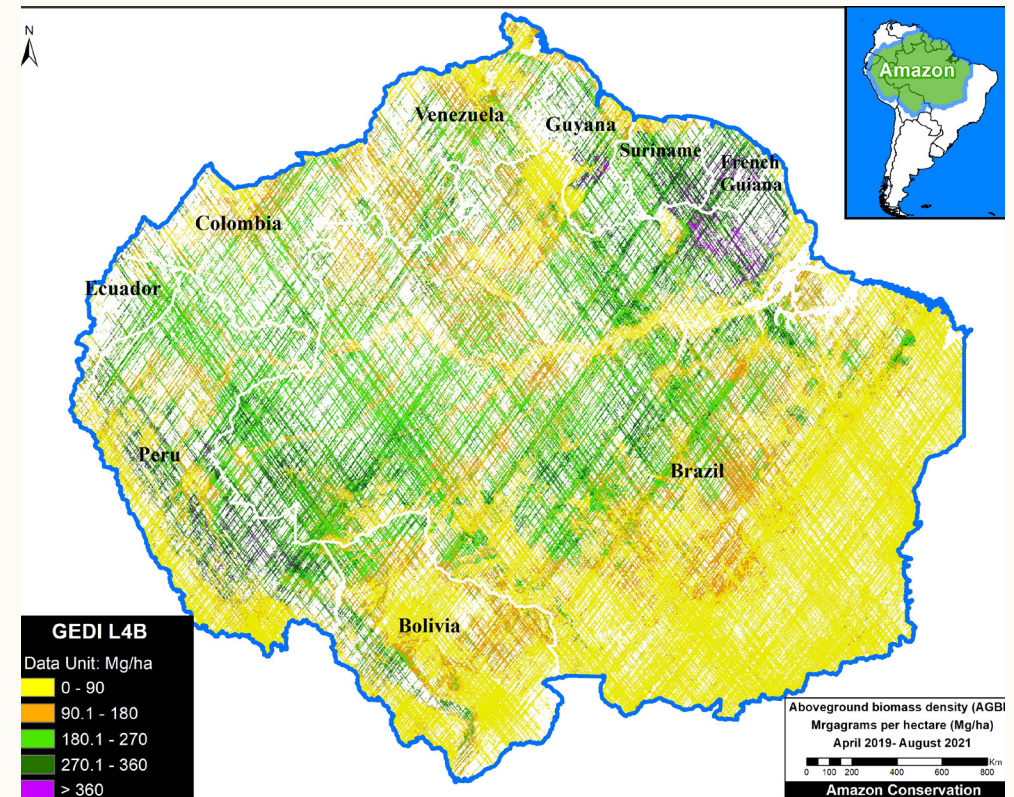 N
Amazon
Venezuela
Guyana
Suriname
French
Guiana
Colombia
Ecuador
Peru
Brazil
Bolivia
GEDI L4B
Data Unit: Mg/ha
0 - 90
90.1 - 180
180.1 - 270
270.1 - 360
> 360
Aboveground biomass density (AGBD
Mrgagrams per hectare (Mg/ha)
April 2019- August 2021
Km
0 100 200 400 600 800
Amazon Conservation